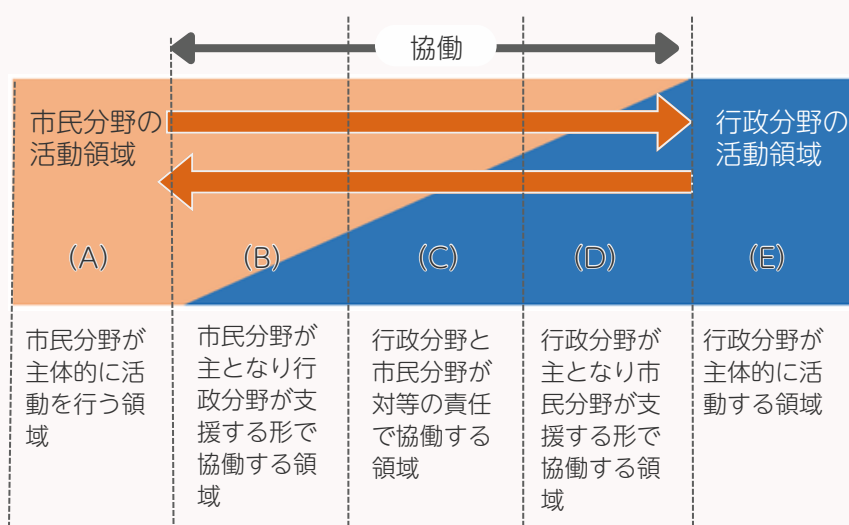 協働
市民分野の
活動領域
行政分野の
活動領域
(A)
(B)
(C)
(D)
(E)
市民分野が
主体的に活
動を行う領
域
市民分野が
主となり行
政分野が支
援する形で
協働する領
域
行政分野と
市民分野が
対等の責任
で協働する
領域
行政分野が
主となり市
民分野が支
援する形で
協働する領
域
行政分野が
主体的に活
動する領域